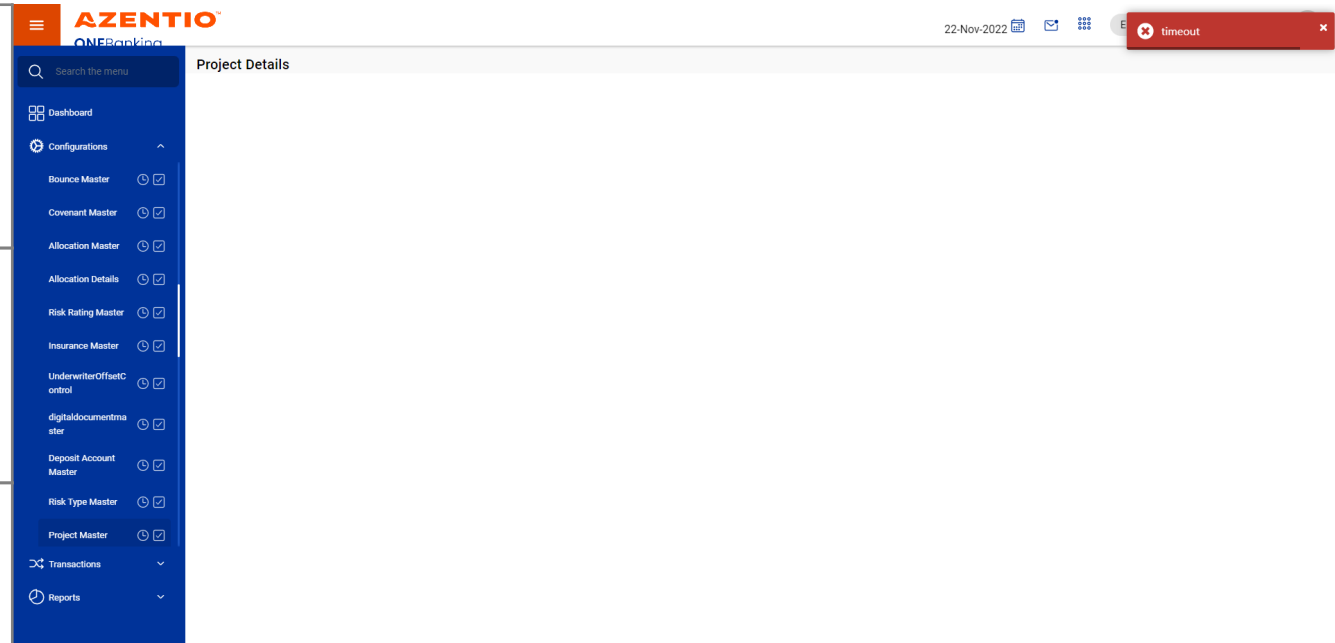 AZENTIO™
ONEBanking
22-Nov-2022
E
timeout
Search the menu
Project Details
Dashboard
Configurations
Bounce Master
Covenant Master
Allocation Master
Allocation Details
Risk Rating Master
Insurance Master
UnderwriterOffsetC
ontrol
digitaldocumentma
ster
Deposit Account
Master
Risk Type Master
Project Master
Transactions
Reports